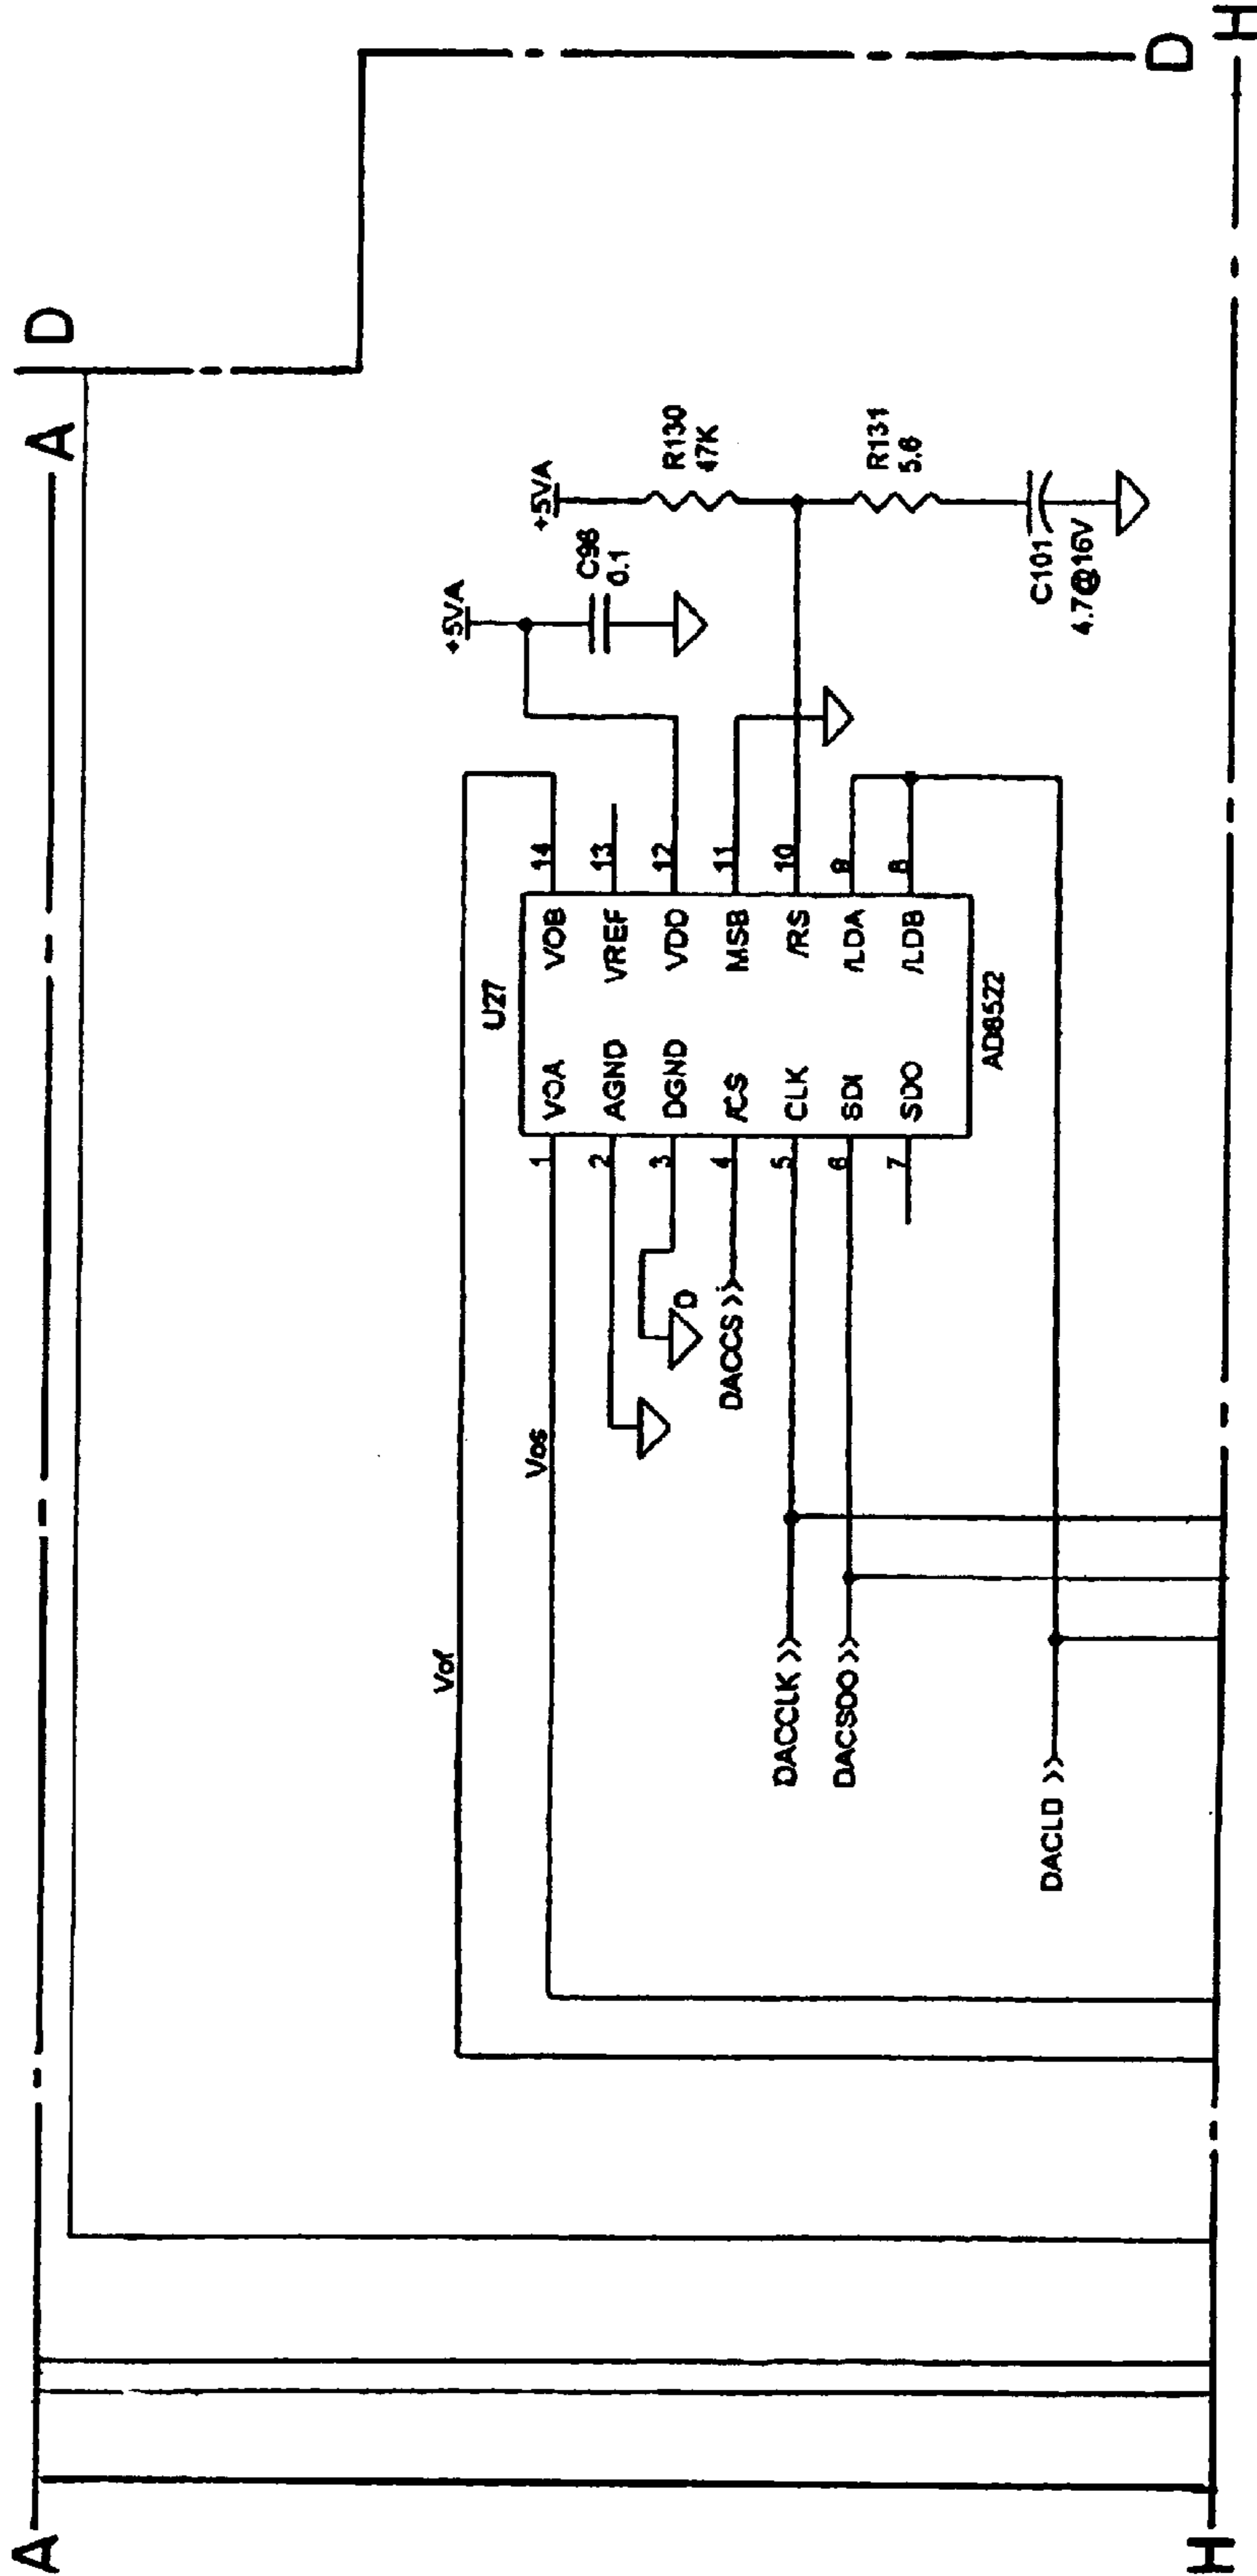 A
A
D
D
H
H
Vof
Vos
U27
AD8522
1
2
3
4
5
6
7
VOA
AGND
DGND
/CS
CLK
SDI
SDO
VOB
VREF
VDD
MSB
/RS
/LDA
/LDB
14
13
12
11
10
9
8
+5VA
C98
0.1
+5VA
R130
47K
R131
5.6
C101
4.7@16V
D
DACCS
DACCLK
DACSDO
DACLD